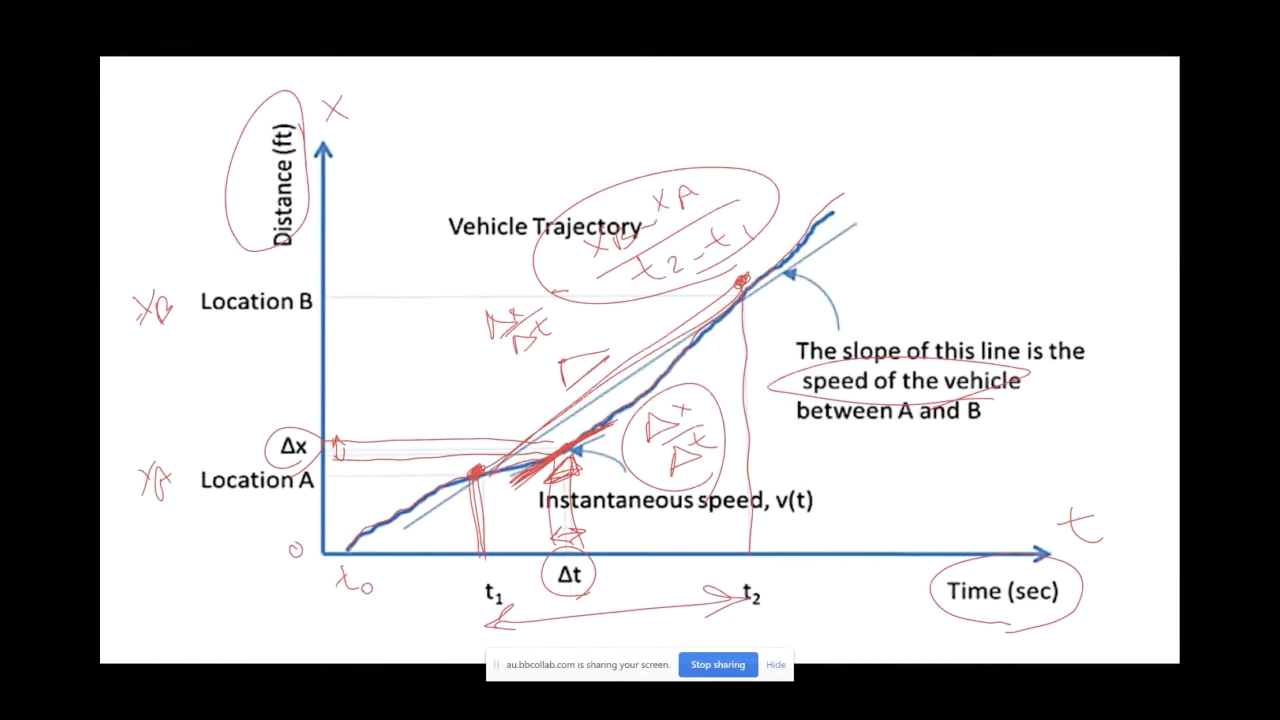 X
Distance (ft)
Vehicle Trajectory
XB - XA
t2 - t1
XB
Location B
Δx
Δt
The slope of this line is the
speed of the vehicle
between A and B
Δx
Δx
Δt
XA
Location A
Instantaneous speed, v(t)
t
0
t0
Δt
t₁
t₂
Time (sec)
au.bbcollab.com is sharing your screen.
Stop sharing
Hide